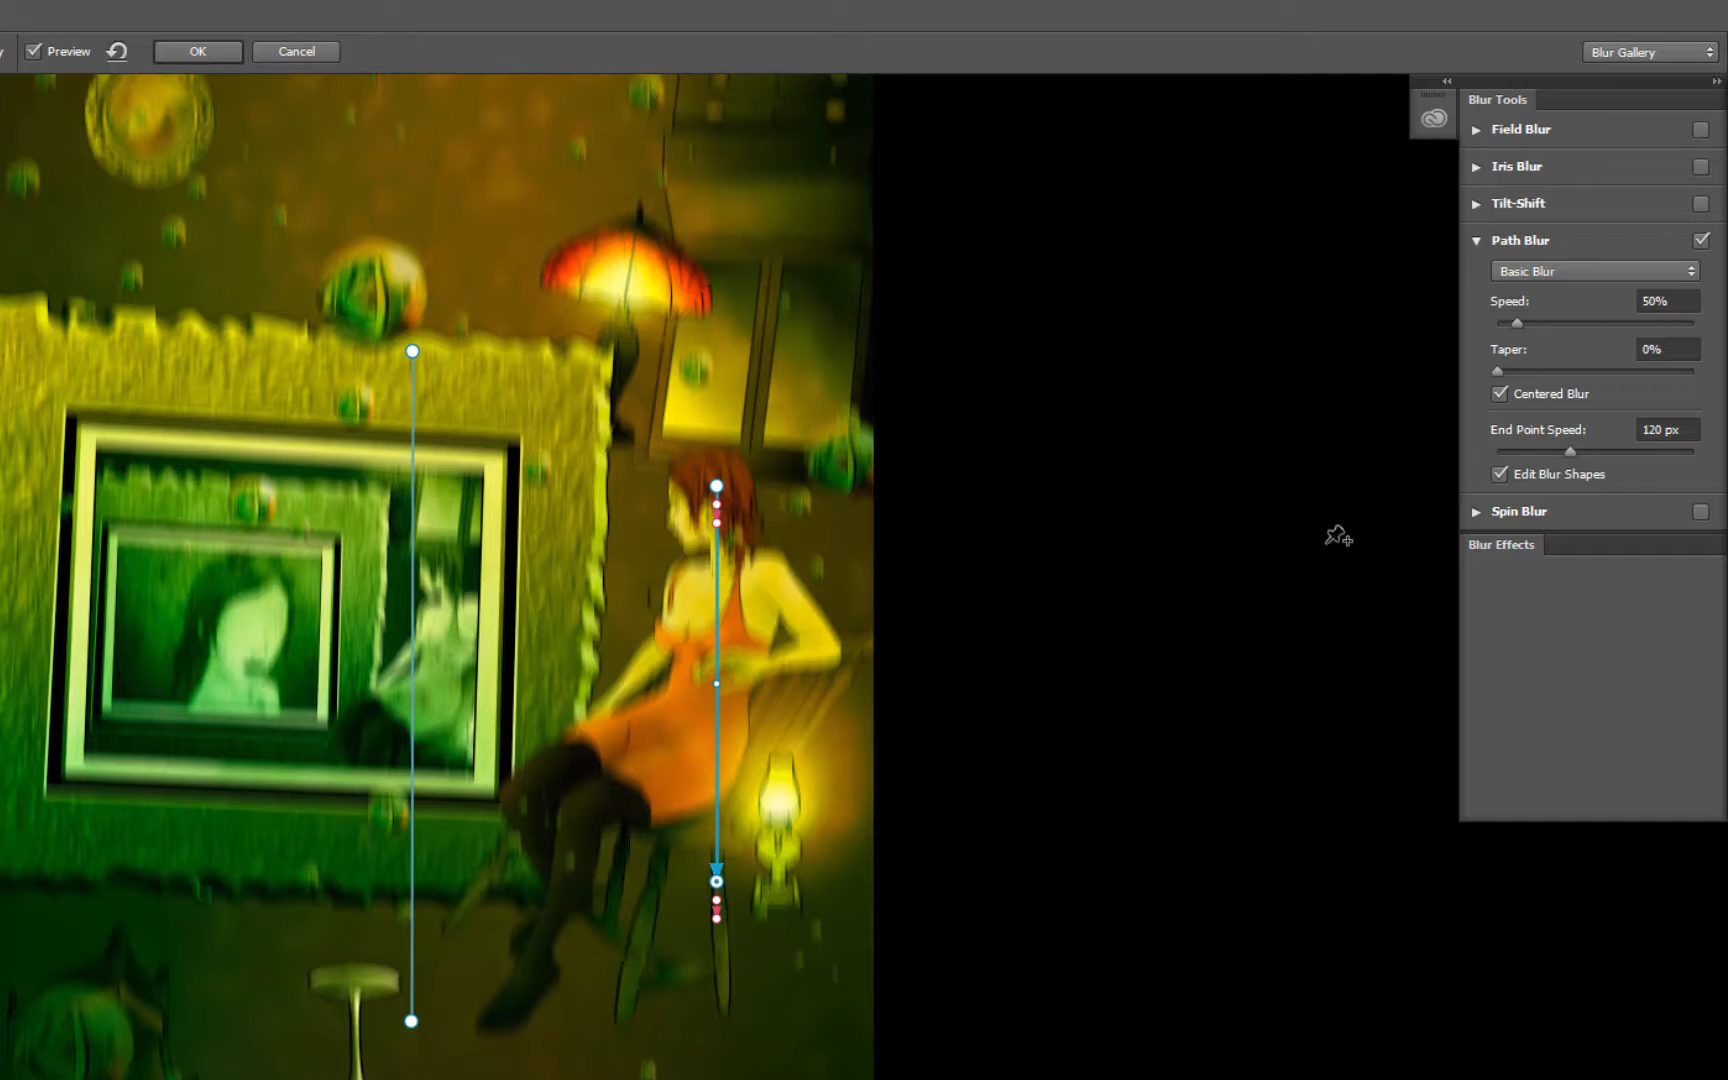 Preview
OK
Cancel
Blur Gallery
Blur Tools
Field Blur
Iris Blur
Tilt-Shift
Path Blur
Basic Blur
Speed: 50%
Taper: 0%
Centered Blur
End Point Speed: 120 px
Edit Blur Shapes
Spin Blur
Blur Effects